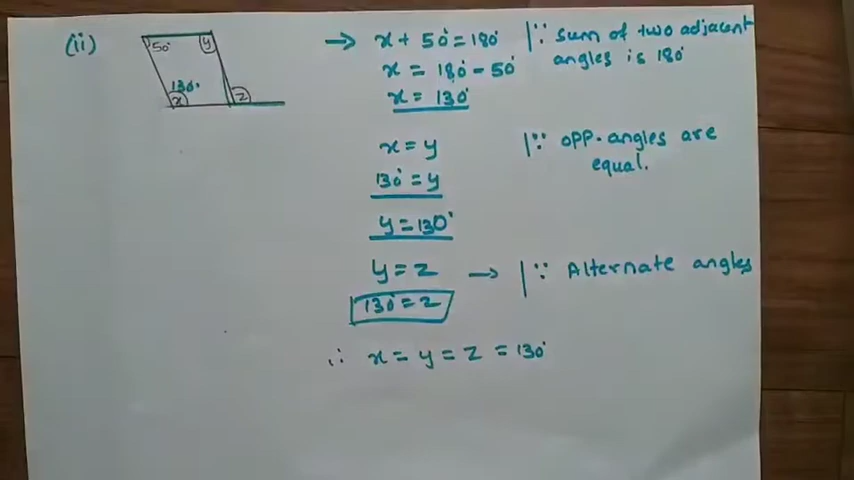 (ii) 50° y 130° x z
→ x + 50° = 180° |∵ Sum of two adjacent
angles is 180°
x = 180° - 50°
x = 130°
x = y |∵ opp. angles are
equal.
130° = y
y = 130°
y = z → |∵ Alternate angles
130° = z
∴ x = y = z = 130°